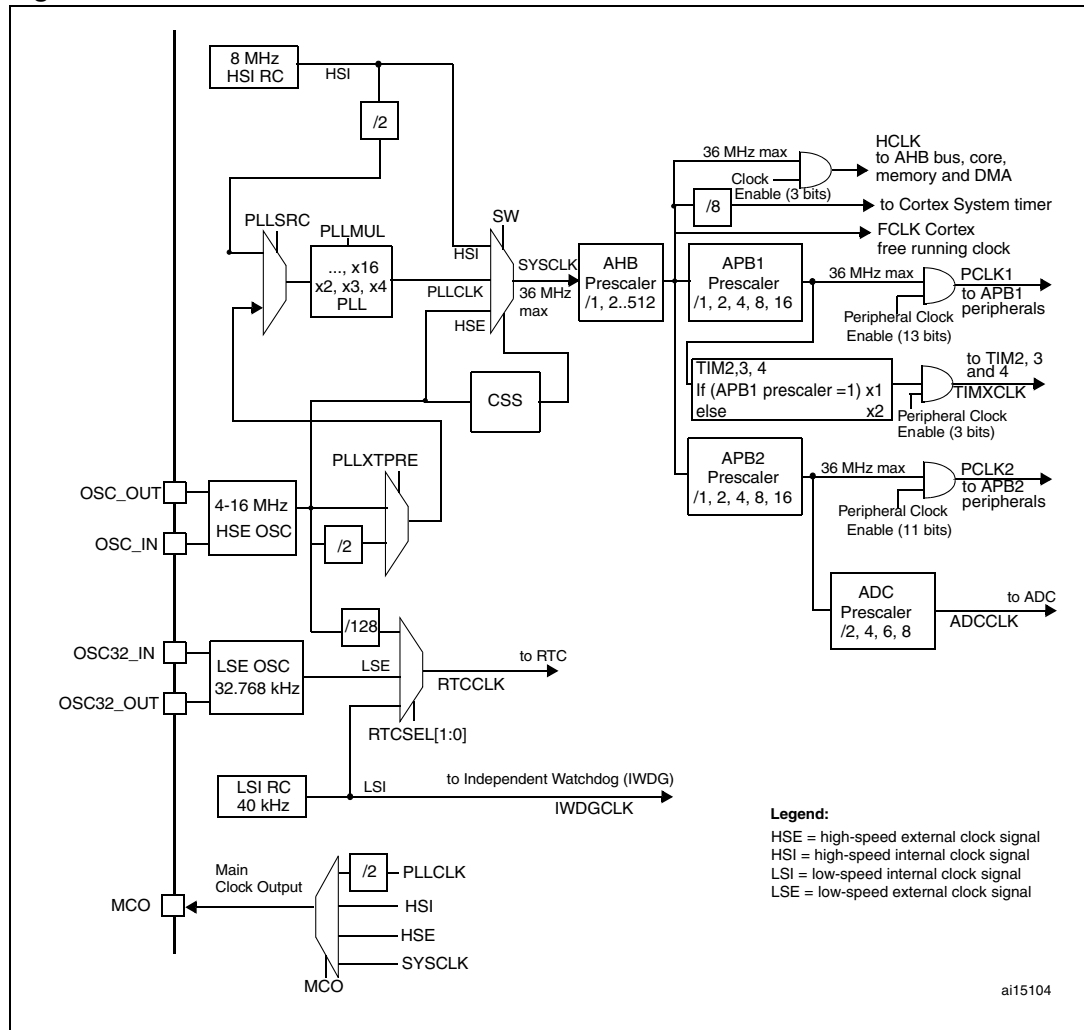 8 MHz
HSI RC
HSI
/2
36 MHz max
HCLK
to AHB bus, core,
memory and DMA
Clock
Enable (3 bits)
/8
to Cortex System timer
FCLK Cortex
free running clock
PLLSRC
PLLMUL
..., x16
x2, x3, x4
PLL
SW
HSI
PLLCLK
HSE
SYSCLK
36 MHz
max
AHB
Prescaler
/1, 2..512
APB1
Prescaler
/1, 2, 4, 8, 16
36 MHz max
PCLK1
to APB1
peripherals
Peripheral Clock
Enable (13 bits)
TIM2,3, 4
If (APB1 prescaler =1) x1
else x2
to TIM2, 3
and 4
TIMXCLK
Peripheral Clock
Enable (3 bits)
CSS
PLLXTPRE
OSC_OUT
OSC_IN
4-16 MHz
HSE OSC
/2
APB2
Prescaler
/1, 2, 4, 8, 16
36 MHz max
PCLK2
to APB2
peripherals
Peripheral Clock
Enable (11 bits)
ADC
Prescaler
/2, 4, 6, 8
to ADC
ADCCLK
/128
OSC32_IN
OSC32_OUT
LSE OSC
32.768 kHz
LSE
to RTC
RTCCLK
RTCSEL[1:0]
LSI RC
40 kHz
LSI
to Independent Watchdog (IWDG)
IWDGCLK
Legend:
HSE = high-speed external clock signal
HSI = high-speed internal clock signal
LSI = low-speed internal clock signal
LSE = low-speed external clock signal
Main
Clock Output
MCO
/2
PLLCLK
HSI
HSE
SYSCLK
MCO
ai15104